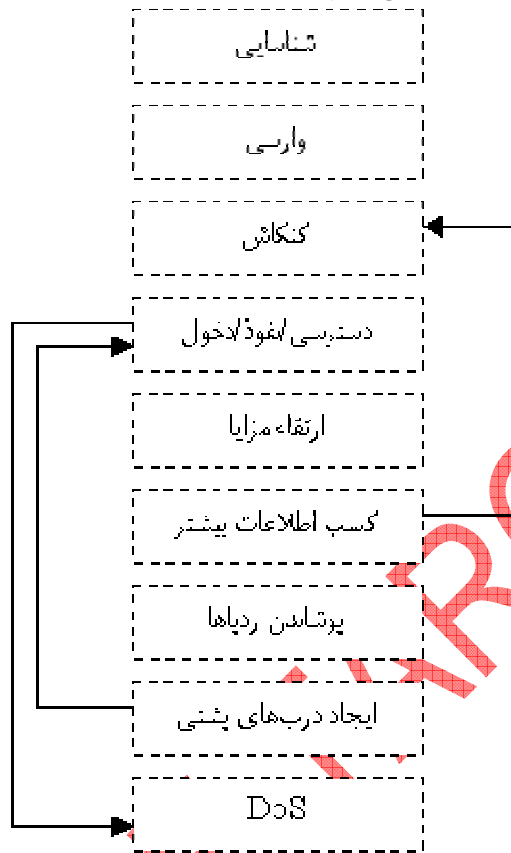 شناسایی
وارسی
کنکاش
دسترسی/نفوذ/دخول
ارتقاء مزایا
کسب اطلاعات بیشتر
پوشاندن ردپاها
ایجاد درب‌های پشتی
DoS